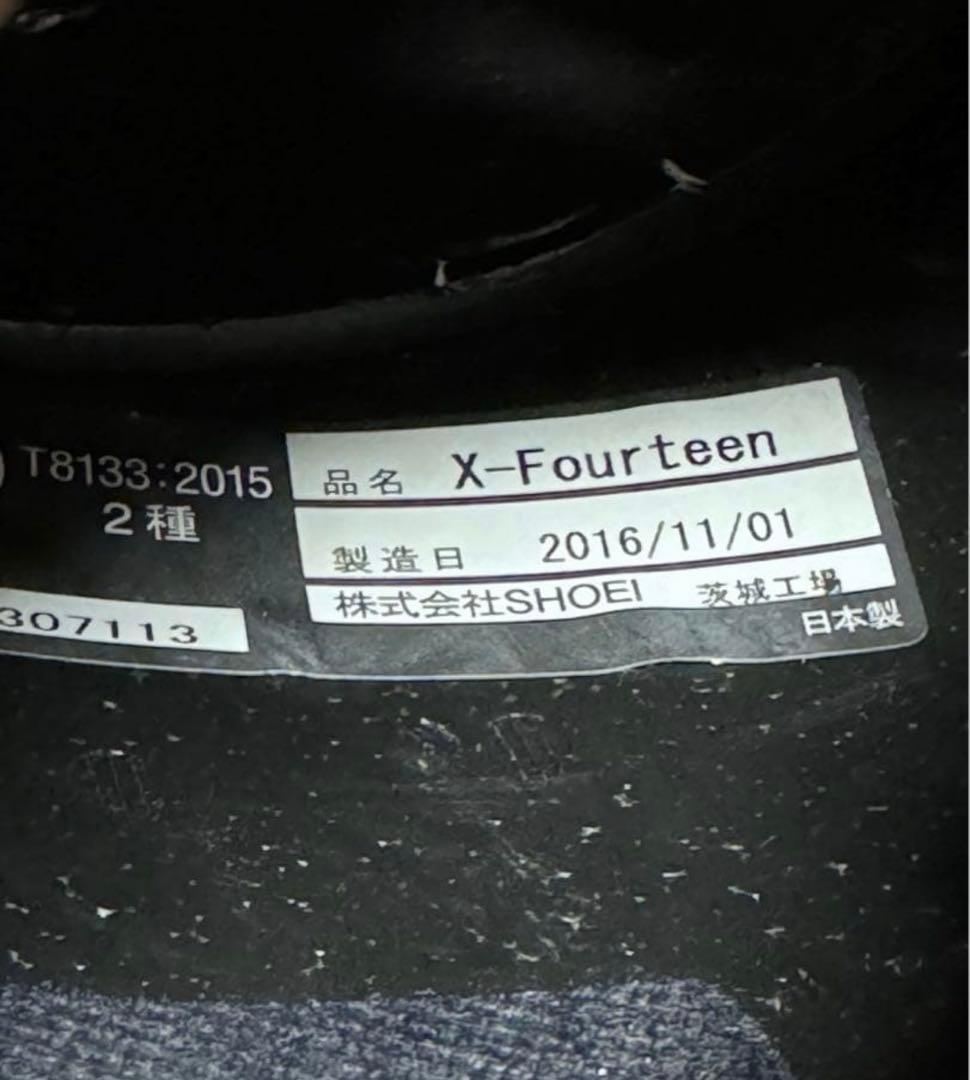 T8133:2015
2種
307113
品名 X-Fourteen
製造日 2016/11/01
株式会社SHOEI 茨城工場
日本製